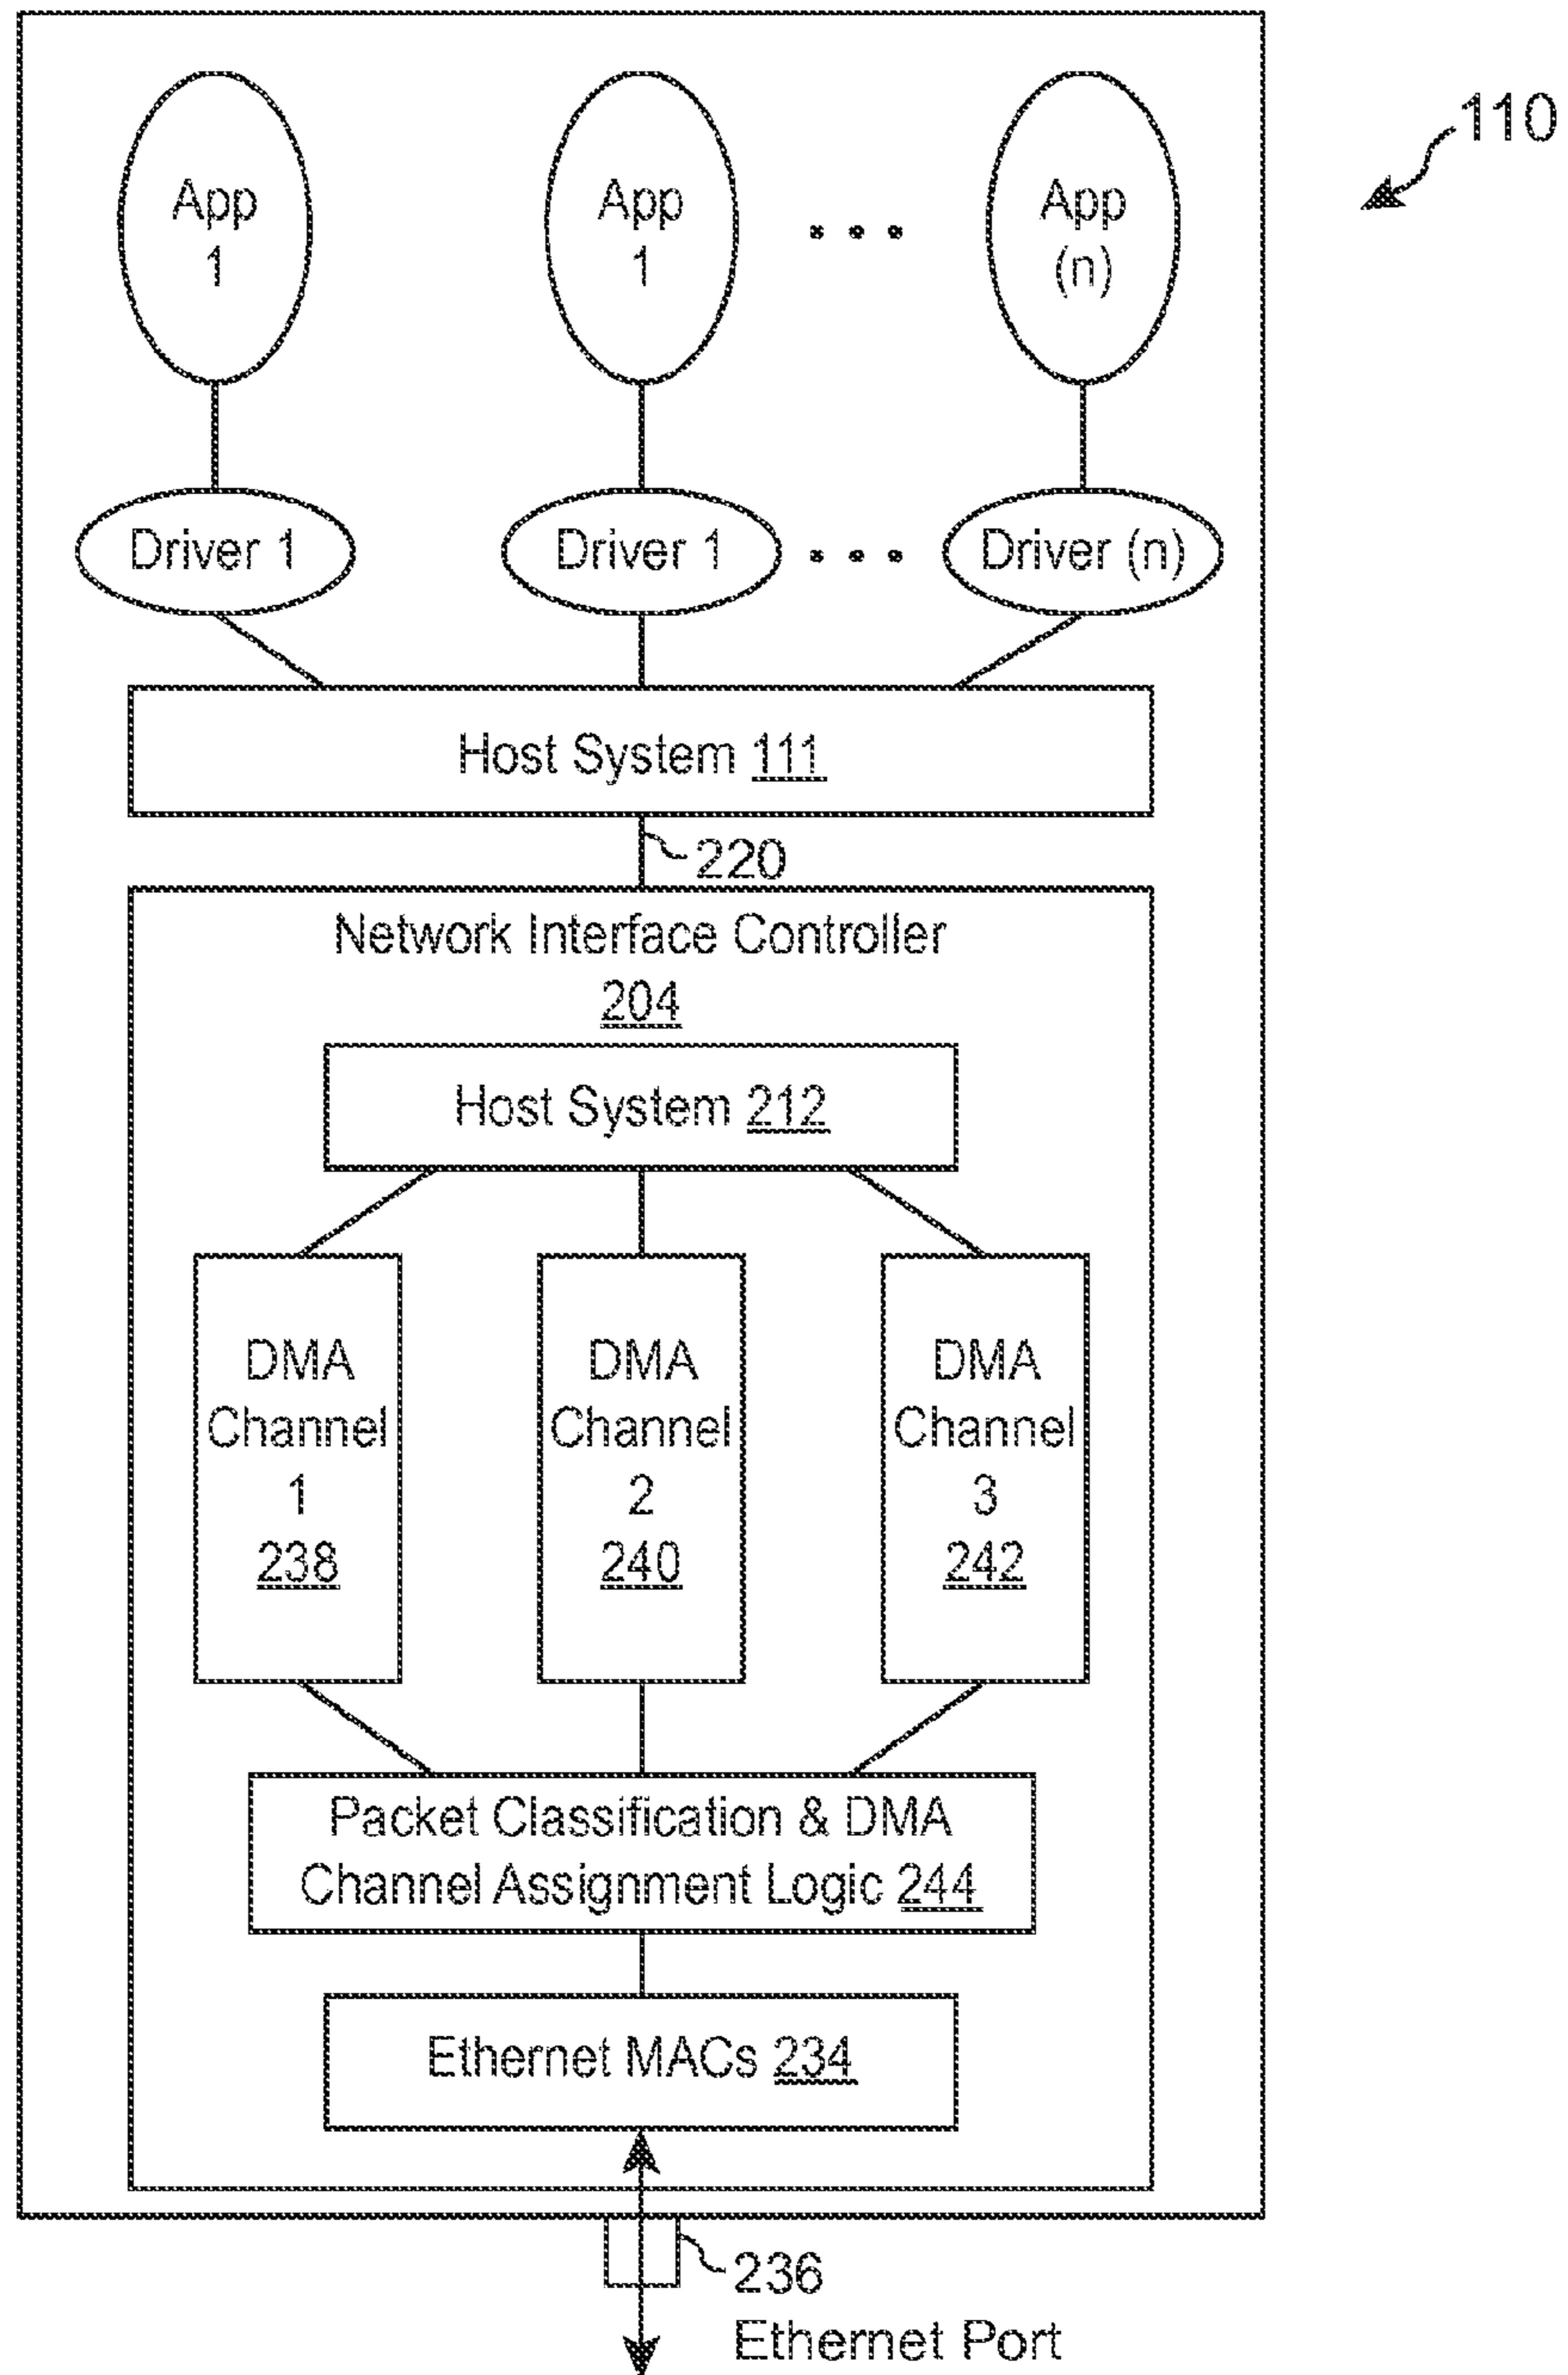 110
App
1
App
1
• • •
App
(n)
Driver 1
Driver 1
• • •
Driver (n)
Host System 111
220
Network Interface Controller
204
Host System 212
DMA
Channel
1
238
DMA
Channel
2
240
DMA
Channel
3
242
Packet Classification & DMA
Channel Assignment Logic 244
Ethernet MACs 234
236
Ethernet Port